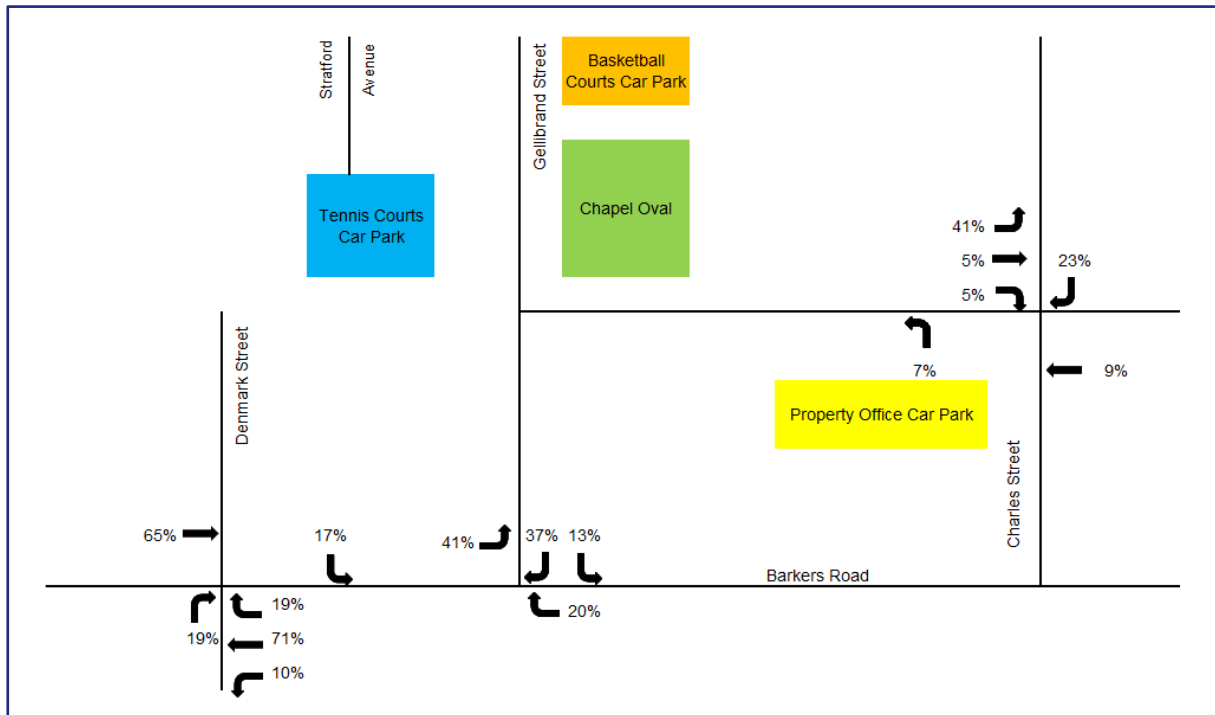 Stratford
Avenue
Gellibrand Street
Basketball
Courts Car Park
Tennis Courts
Car Park
Chapel Oval
41%
5%
23%
5%
7%
9%
Property Office Car Park
Denmark Street
Charles Street
65%
17%
41%
37%
13%
Barkers Road
19%
20%
19%
71%
10%